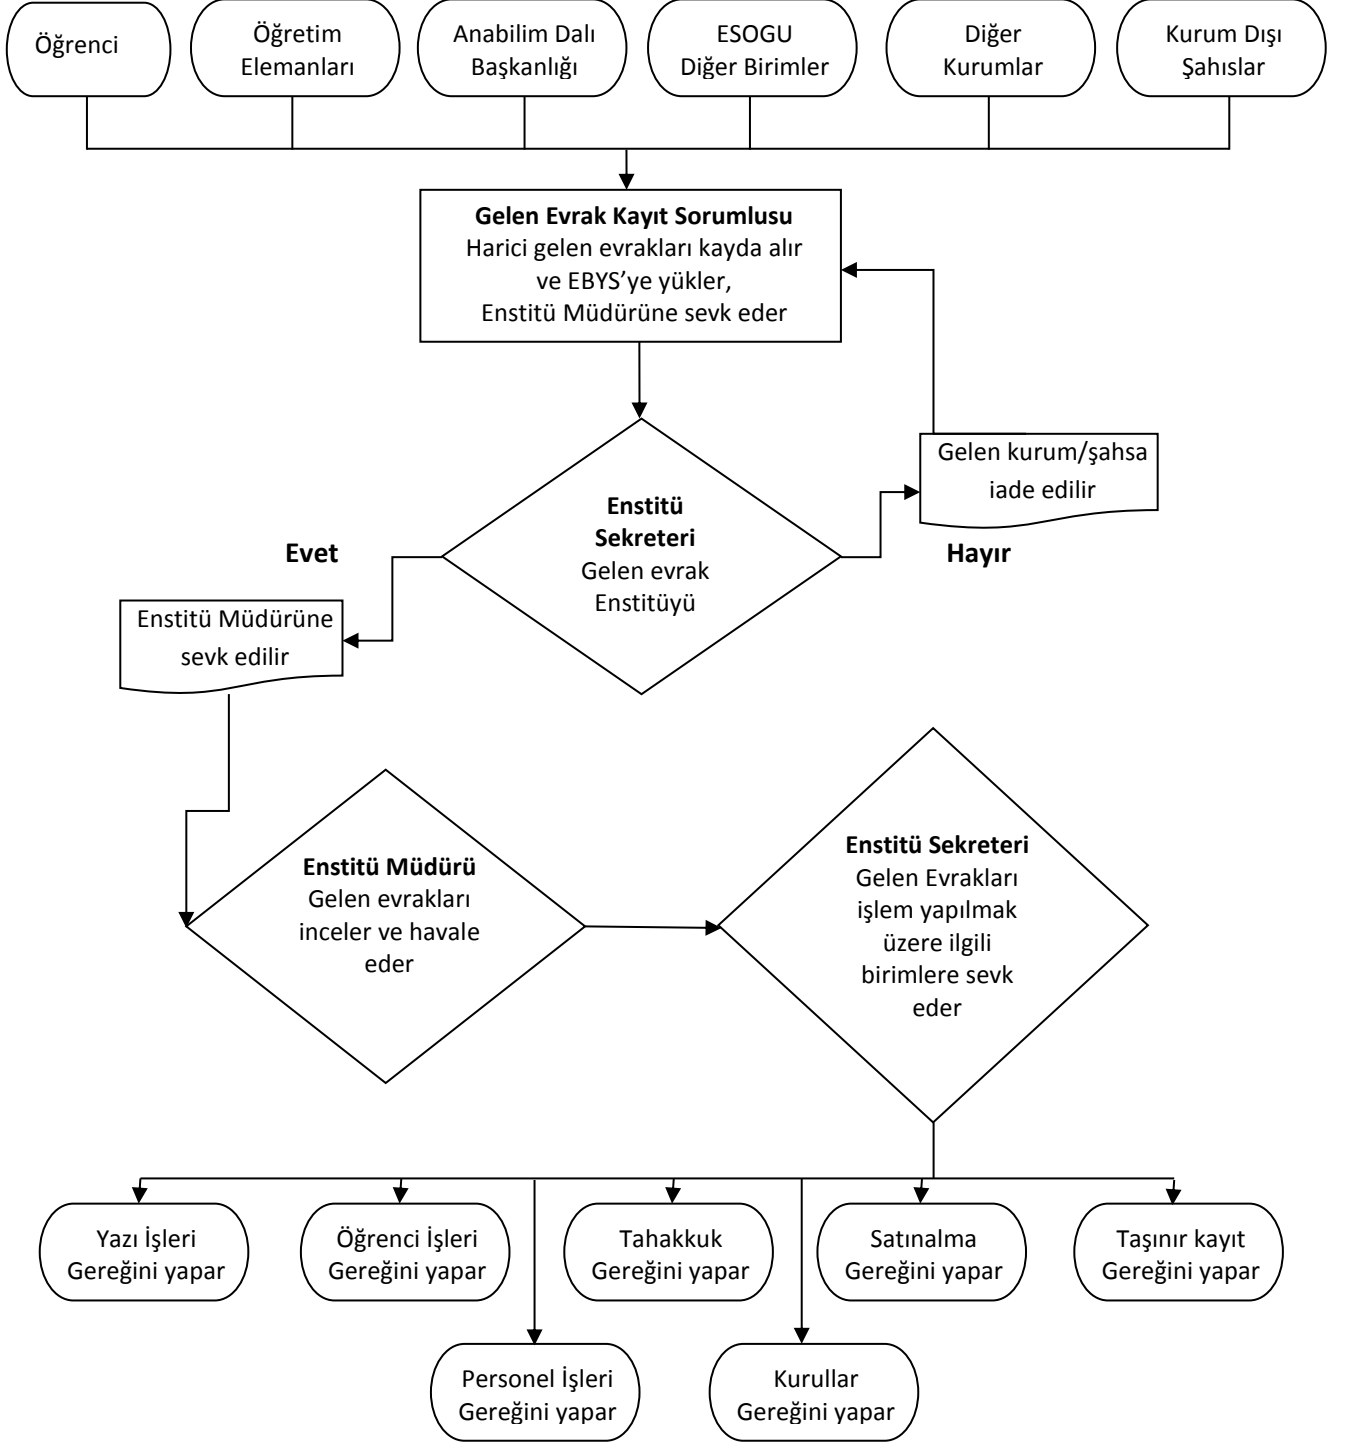 Öğrenci
Öğretim
Elemanları
Anabilim Dalı
Başkanlığı
ESOGU
Diğer Birimler
Diğer
Kurumlar
Kurum Dışı
Şahıslar
Gelen Evrak Kayıt Sorumlusu
Harici gelen evrakları kayda alır
ve EBYS’ye yükler,
Enstitü Müdürüne sevk eder
Gelen kurum/şahsa
iade edilir
Enstitü
Sekreteri
Gelen evrak
Enstitüyü
Evet
Hayır
Enstitü Müdürüne
sevk edilir
Enstitü Müdürü
Gelen evrakları
inceler ve havale
eder
Enstitü Sekreteri
Gelen Evrakları
işlem yapılmak
üzere ilgili
birimlere sevk
eder
Yazı İşleri
Gereğini yapar
Öğrenci İşleri
Gereğini yapar
Tahakkuk
Gereğini yapar
Satınalma
Gereğini yapar
Taşınır kayıt
Gereğini yapar
Personel İşleri
Gereğini yapar
Kurullar
Gereğini yapar